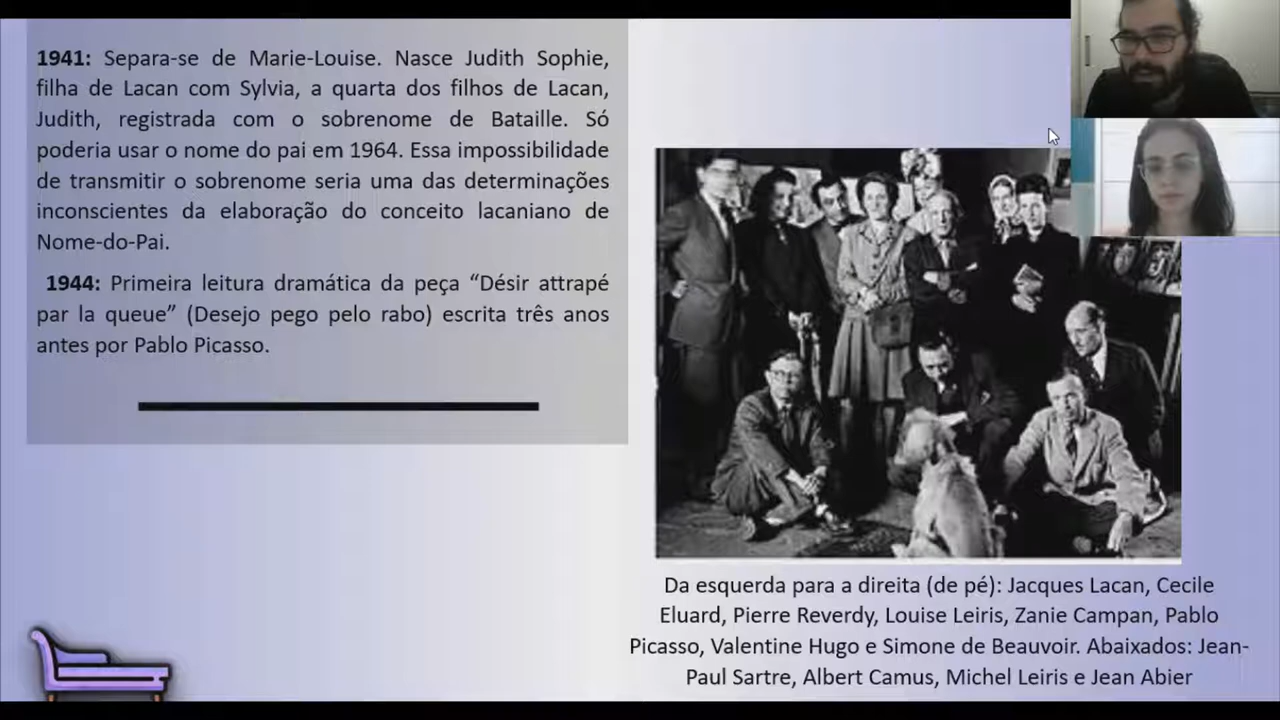 1941: Separa-se de Marie-Louise. Nasce Judith Sophie,
filha de Lacan com Sylvia, a quarta dos filhos de Lacan,
Judith, registrada com o sobrenome de Bataille. Só
poderia usar o nome do pai em 1964. Essa impossibilidade
de transmitir o sobrenome seria uma das determinações
inconscientes da elaboração do conceito lacaniano de
Nome-do-Pai.
1944: Primeira leitura dramática da peça “Désir attrapé
par la queue” (Desejo pego pelo rabo) escrita três anos
antes por Pablo Picasso.
Da esquerda para a direita (de pé): Jacques Lacan, Cecile
Eluard, Pierre Reverdy, Louise Leiris, Zanie Campan, Pablo
Picasso, Valentine Hugo e Simone de Beauvoir. Abaixados: Jean-
Paul Sartre, Albert Camus, Michel Leiris e Jean Abier